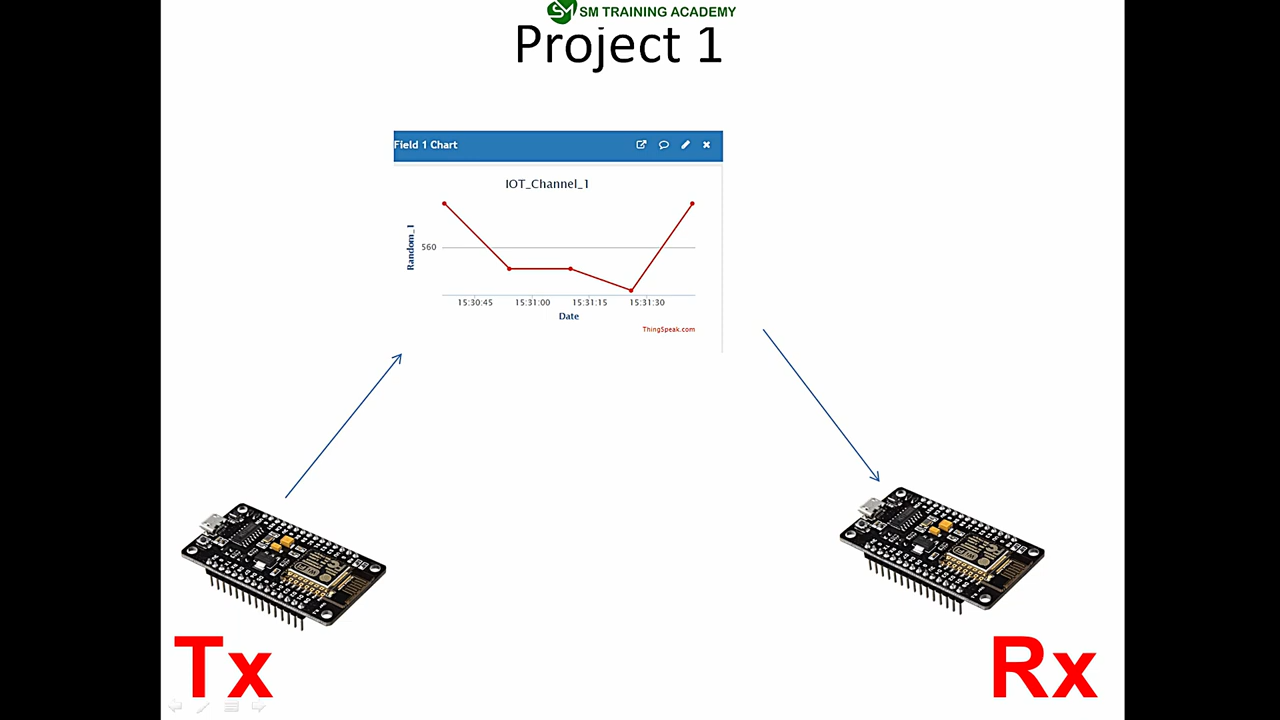 SM TRAINING ACADEMY
Project 1
Field 1 Chart
IOT_Channel_1
Random_1
560
15:30:45 15:31:00 15:31:15 15:31:30
Date
ThingSpeak.com
Tx
Rx